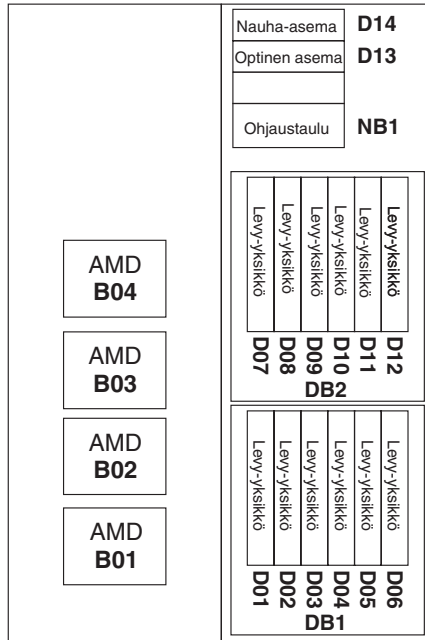 Nauha-asema D14
Optinen asema D13
Ohjaustaulu NB1
AMD
B04
AMD
B03
AMD
B02
AMD
B01
Levy-yksikkö
Levy-yksikkö
Levy-yksikkö
Levy-yksikkö
Levy-yksikkö
Levy-yksikkö
D07
D08
D09
D10
D11
D12
DB2
Levy-yksikkö
Levy-yksikkö
Levy-yksikkö
Levy-yksikkö
Levy-yksikkö
Levy-yksikkö
D01
D02
D03
D04
D05
D06
DB1